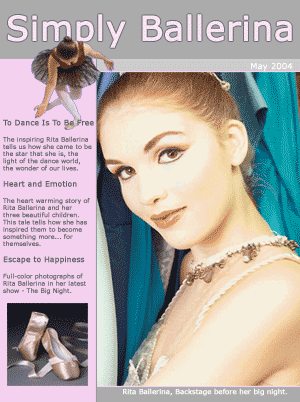 Simply Ballerina
May 2004
To Dance Is To Be Free
The inspiring Rita Ballerina
tells us how she came to be
the star that she is, the
light of the dance world,
the wonder of our lives.
Heart and Emotion
The heart warming story of
Rita Ballerina and her
three beautiful children.
This tale tells how she has
inspired them to become
something more... for
themselves.
Escape to Happiness
Full-color photographs of
Rita Ballerina in her latest
show - The Big Night.
Rita Ballerina, Backstage before her big night.